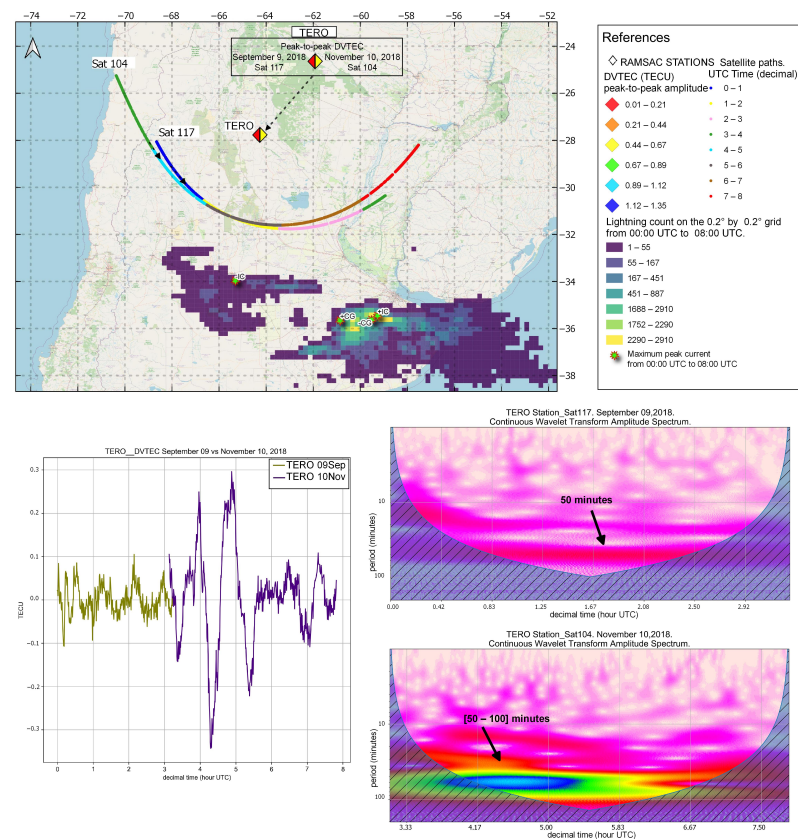 −74 −72 −70 −68 −66 −64 −62 −60 −58 −56 −54 −52
TERO
Peak-to-peak DVTEC
September 9, 2018 November 10, 2018
Sat 117 Sat 104
Sat 104
Sat 117
TERO
−24
−26
−28
−30
−32
−34
−36
−38
-IC
+CG
-CG
+IC
−74 −72 −70 −68 −66 −64 −62 −60 −58 −56 −54 −52
References
RAMSAC STATIONS
DVTEC (TECU)
peak-to-peak amplitude
0.01 – 0.21
0.21 – 0.44
0.44 – 0.67
0.67 – 0.89
0.89 – 1.12
1.12 – 1.35
Satellite paths.
UTC Time (decimal)
0 – 1
1 – 2
2 – 3
3 – 4
4 – 5
5 – 6
6 – 7
7 – 8
Lightning count on the 0.2° by 0.2° grid
from 00:00 UTC to 08:00 UTC.
1 – 55
55 – 167
167 – 451
451 – 887
1688 – 2910
1752 – 2290
2290 – 2910
Maximum peak current
from 00:00 UTC to 08:00 UTC
TERO__DVTEC September 09 vs November 10, 2018
TERO 09Sep
TERO 10Nov
0.3
0.2
0.1
0.0
−0.1
−0.2
−0.3
TECU
0 1 2 3 4 5 6 7 8
decimal time (hour UTC)
TERO Station_Sat117. September 09,2018.
Continuous Wavelet Transform Amplitude Spectrum.
50 minutes
10
100
period (minutes)
0.00 0.42 0.83 1.25 1.67 2.08 2.50 2.92
decimal time (hour UTC)
TERO Station_Sat104. November 10,2018.
Continuous Wavelet Transform Amplitude Spectrum.
[50 – 100] minutes
10
100
period (minutes)
3.33 4.17 5.00 5.83 6.67 7.50
decimal time (hour UTC)